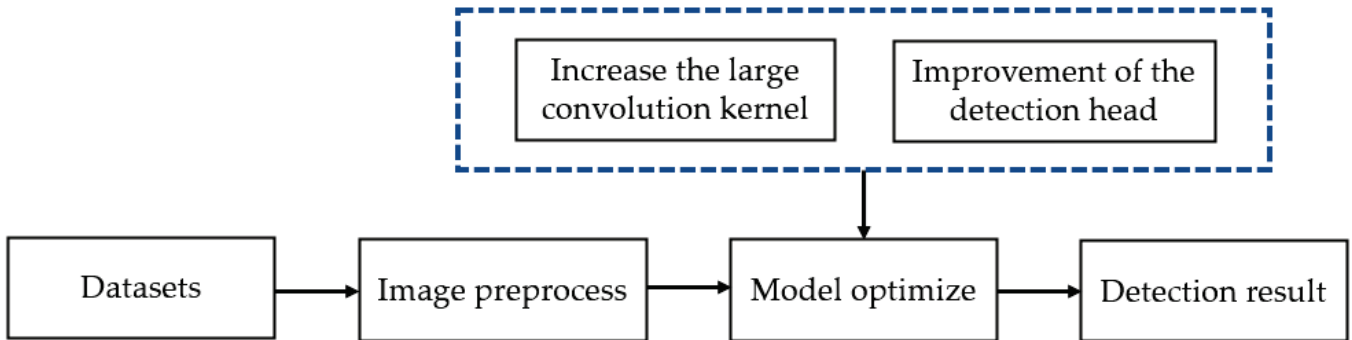 Increase the large
convolution kernel
Improvement of the
detection head
Datasets
Image preprocess
Model optimize
Detection result